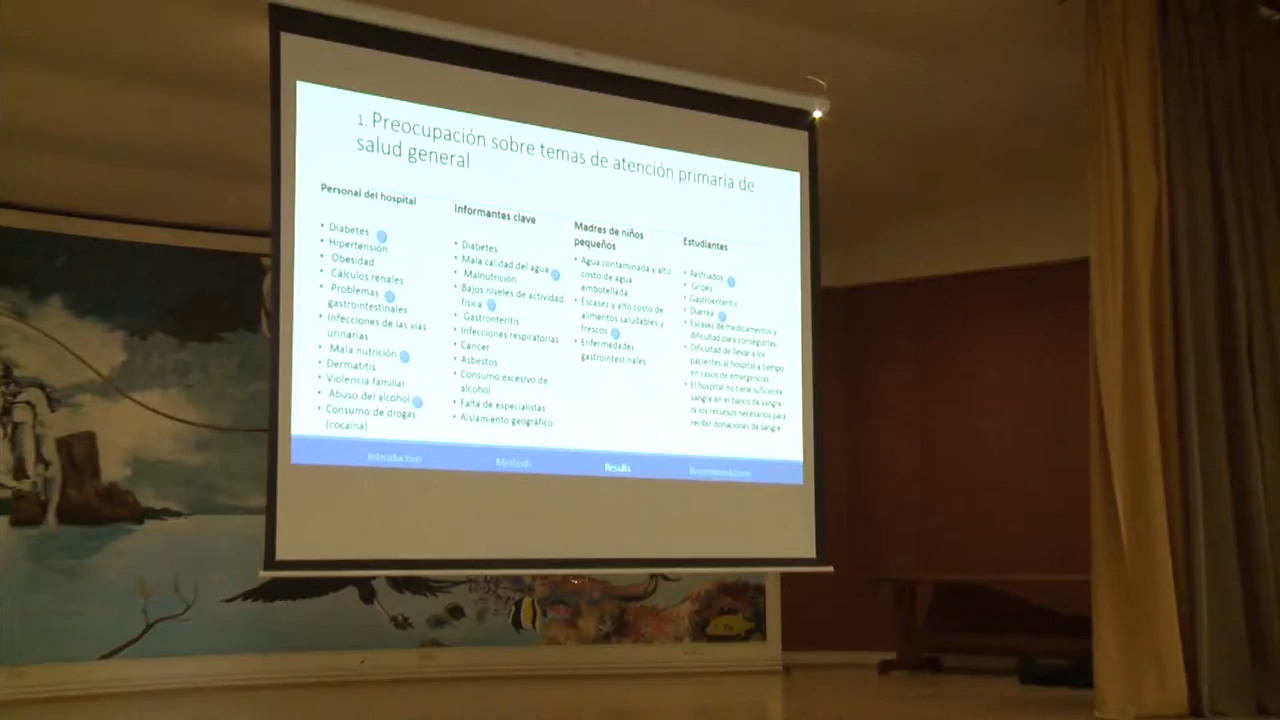 1. Preocupación sobre temas de atención primaria de
salud general
Personal del hospital
• Diabetes
• Hipertensión
• Obesidad
• Cálculos renales
• Problemas
gastrointestinales
• Infecciones de las vías
urinarias
• Mala nutrición
• Dermatitis
• Violencia familiar
• Abuso del alcohol
• Consumo de drogas
(cocaína)
Informantes clave
• Diabetes
• Mala calidad del agua
• Malnutrición
• Bajos niveles de actividad
física
• Gastronteritis
• Infecciones respiratorias
• Cancer
• Asbestos
• Consumo excesivo de
alcohol
• Falta de especialistas
• Aislamiento geográfico
Madres de niños
pequeños
• Agua contaminada y alto
costo de agua
embotellada
• Escasez y alto costo de
alimentos saludables y
frescos
• Enfermedades
gastrointestinales
Estudiantes
• Resfriados
• Gripes
• Gastroenteritis
• Diarrea
• Escasez de medicamentos y
dificultad para conseguirlas
• Dificultad de llevar a los
pacientes al hospital a tiempo
en casos de emergencias
• El hospital no tiene suficiente
sangre en el banco de sangre
ni los recursos necesarios para
recibir donaciones de sangre
Introduction
Methods
Results